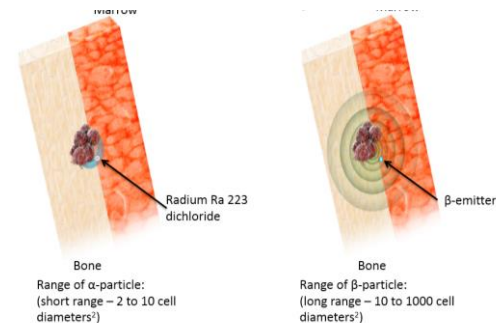 Marrow
Radium Ra 223
dichloride
Bone
Range of α-particle:
(short range – 2 to 10 cell
diameters²)
β-emitter
Bone
Range of β-particle:
(long range – 10 to 1000 cell
diameters²)